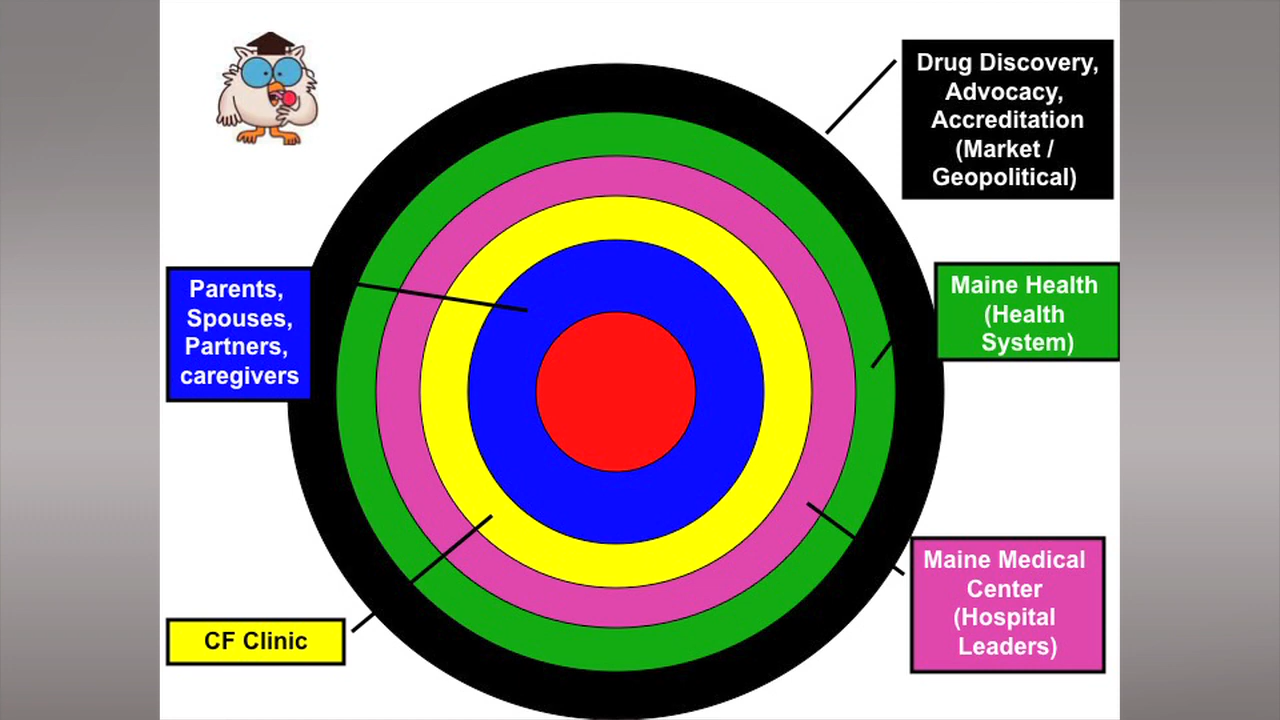 Drug Discovery,
Advocacy,
Accreditation
(Market /
Geopolitical)
Parents,
Spouses,
Partners,
caregivers
Maine Health
(Health
System)
Maine Medical
Center
(Hospital
Leaders)
CF Clinic